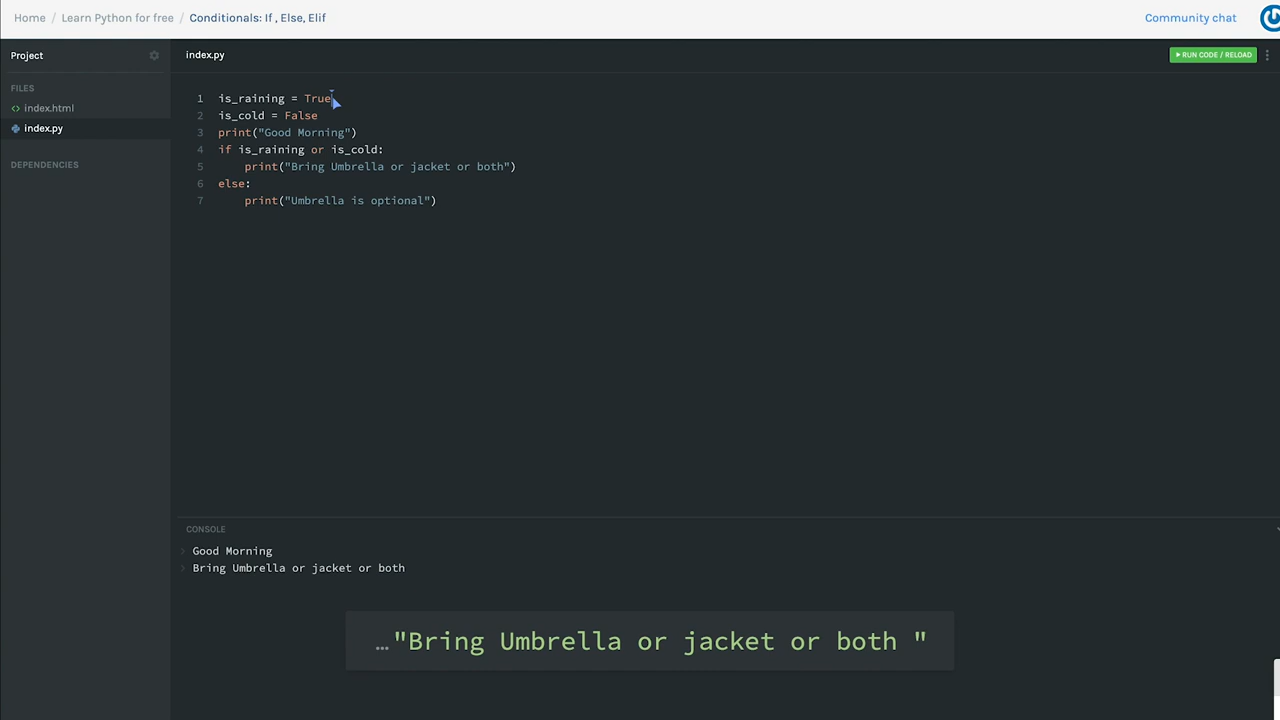 Home / Learn Python for free / Conditionals: If , Else, Elif
Community chat
Project
index.py
RUN CODE / RELOAD
FILES
<> index.html
index.py
DEPENDENCIES
1 is_raining = True
2 is_cold = False
3 print("Good Morning")
4 if is_raining or is_cold:
5     print("Bring Umbrella or jacket or both")
6 else:
7     print("Umbrella is optional")
CONSOLE
› Good Morning
› Bring Umbrella or jacket or both
…"Bring Umbrella or jacket or both "